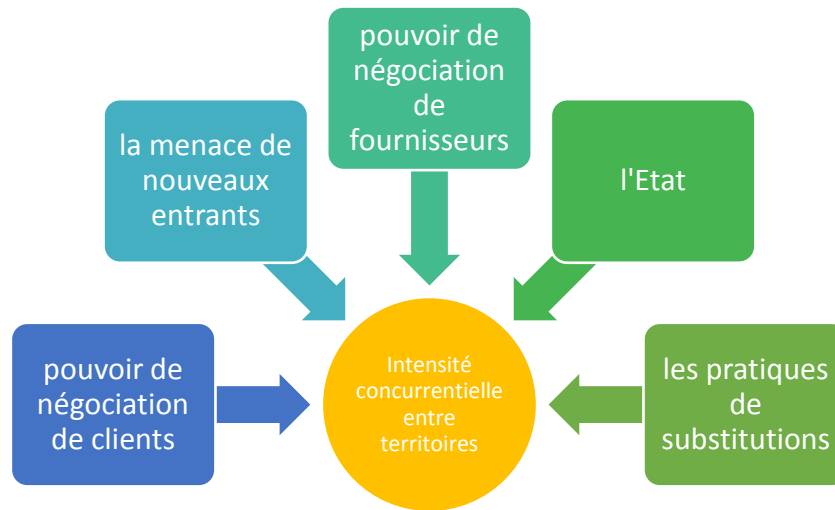 pouvoir de
négociation
de
fournisseurs
la menace de
nouveaux
entrants
l'Etat
pouvoir de
négociation
de clients
Intensité
concurrentielle
entre
territoires
les pratiques
de
substitutions